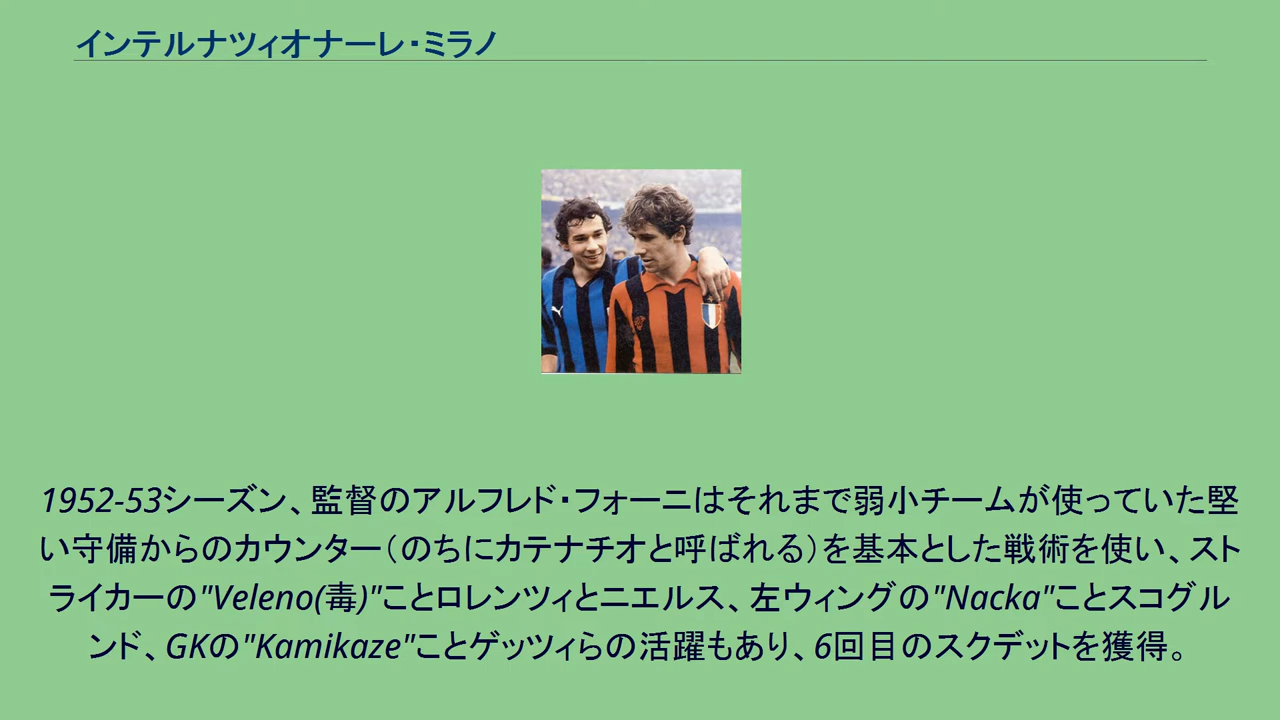 インテルナツィオナーレ・ミラノ
1952-53シーズン、監督のアルフレド・フォーニはそれまで弱小チームが使っていた堅
い守備からのカウンター（のちにカテナチオと呼ばれる）を基本とした戦術を使い、スト
ライカーの"Veleno(毒)"ことロレンツィとニエルス、左ウィングの"Nacka"ことスコグル
ンド、GKの"Kamikaze"ことゲッツィらの活躍もあり、6回目のスクデットを獲得。